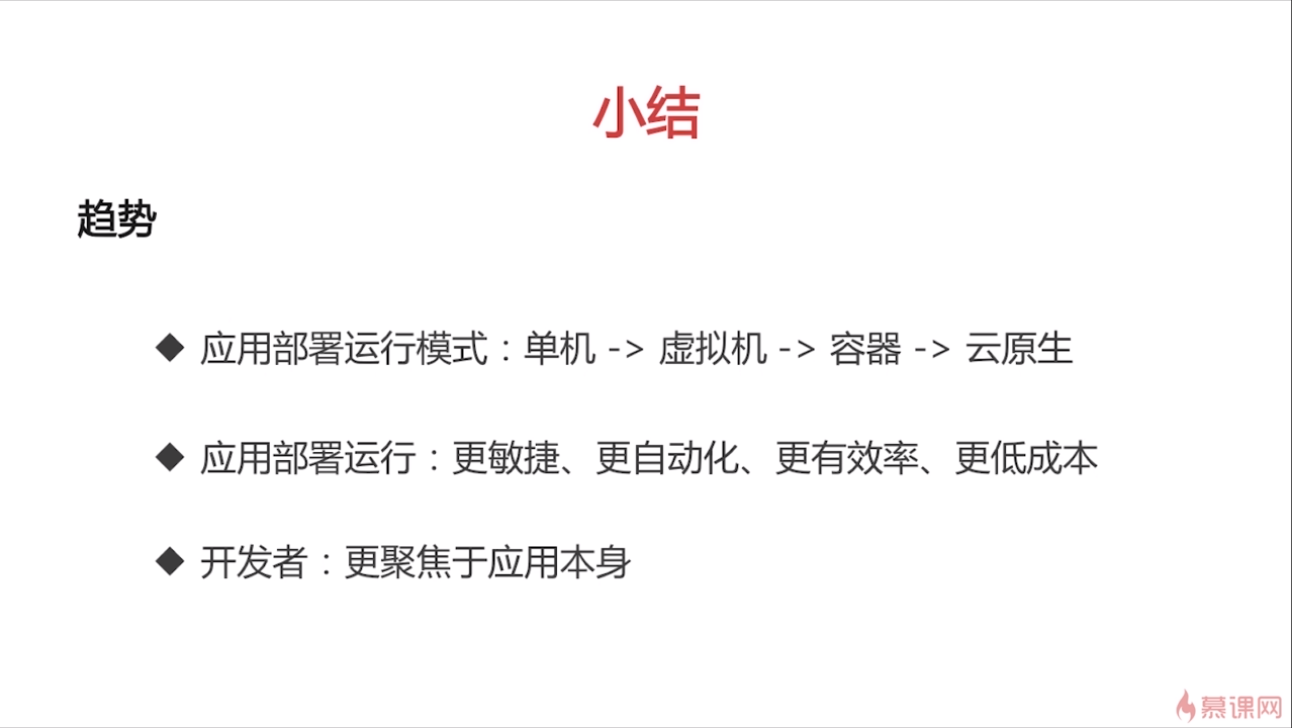 小结
趋势
◆ 应用部署运行模式：单机 -> 虚拟机 -> 容器 -> 云原生
◆ 应用部署运行：更敏捷、更自动化、更有效率、更低成本
◆ 开发者：更聚焦于应用本身
慕课网